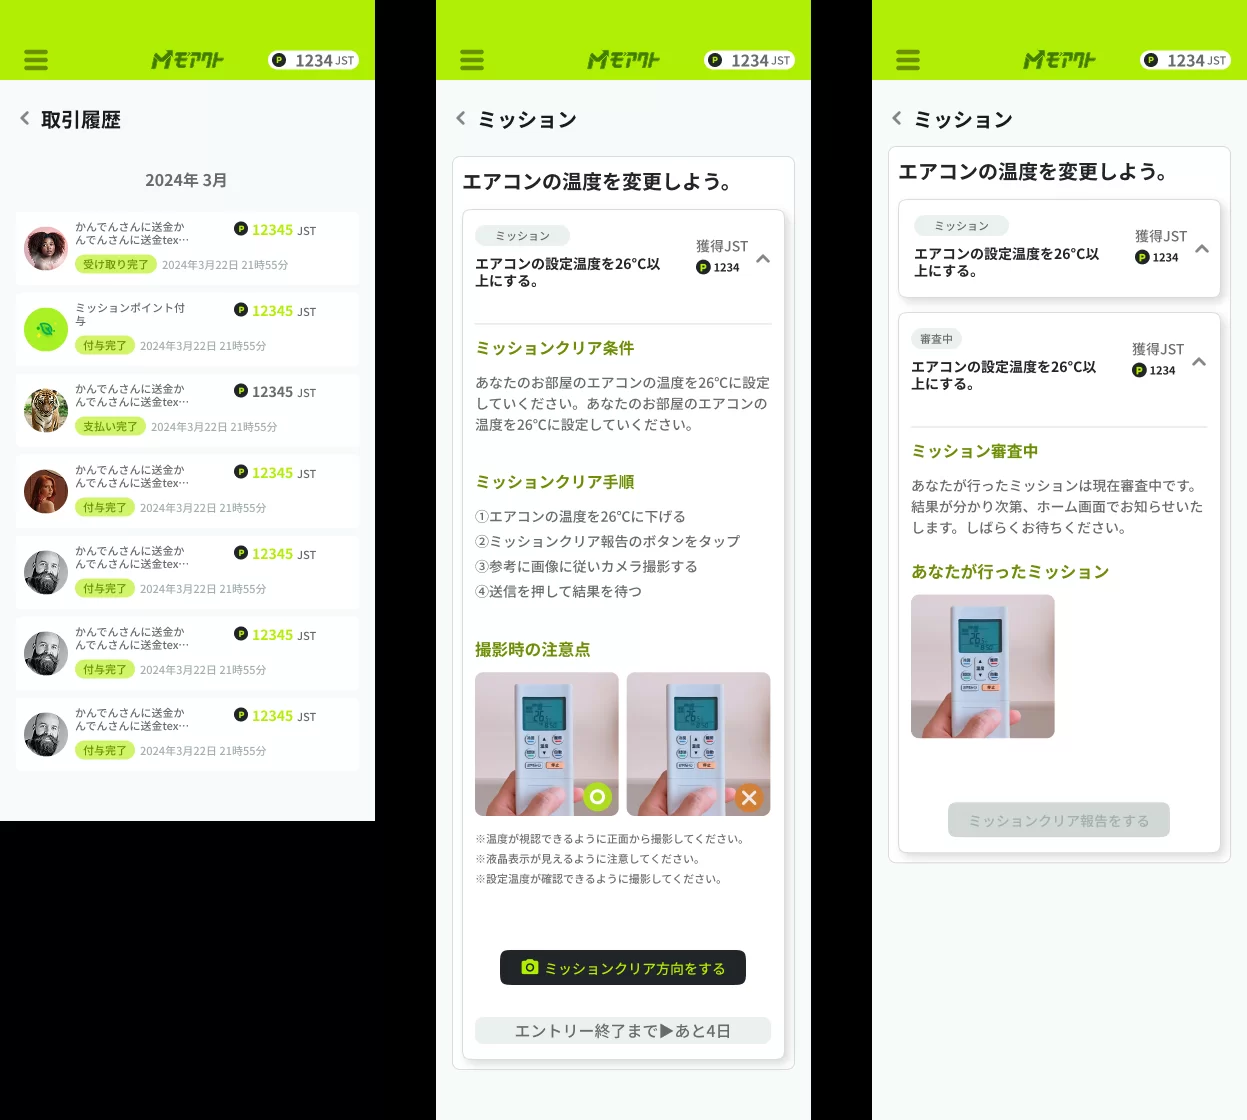 モアクト
P 1234 JST
取引履歴
2024年 3月
かんでんさんに送金か
んでんさんに送金tex…
P 12345 JST
受け取り完了 2024年3月22日 21時55分
ミッションポイント付
与
P 12345 JST
付与完了 2024年3月22日 21時55分
かんでんさんに送金か
んでんさんに送金tex…
P 12345 JST
支払い完了 2024年3月22日 21時55分
かんでんさんに送金か
んでんさんに送金tex…
P 12345 JST
付与完了 2024年3月22日 21時55分
かんでんさんに送金か
んでんさんに送金tex…
P 12345 JST
付与完了 2024年3月22日 21時55分
かんでんさんに送金か
んでんさんに送金tex…
P 12345 JST
付与完了 2024年3月22日 21時55分
かんでんさんに送金か
んでんさんに送金tex…
P 12345 JST
付与完了 2024年3月22日 21時55分
モアクト
P 1234 JST
ミッション
エアコンの温度を変更しよう。
ミッション
エアコンの設定温度を26℃以
上にする。
獲得JST
P 1234
ミッションクリア条件
あなたのお部屋のエアコンの温度を26℃に設定
していください。あなたのお部屋のエアコンの
温度を26℃に設定していください。
ミッションクリア手順
①エアコンの温度を26℃に下げる
②ミッションクリア報告のボタンをタップ
③参考に画像に従いカメラ撮影する
④送信を押して結果を待つ
撮影時の注意点
※温度が視認できるように正面から撮影してください。
※液晶表示が見えるように注意してください。
※設定温度が確認できるように撮影してください。
ミッションクリア方向をする
エントリー終了まで▶あと4日
モアクト
P 1234 JST
ミッション
エアコンの温度を変更しよう。
ミッション
エアコンの設定温度を26℃以
上にする。
獲得JST
P 1234
審査中
エアコンの設定温度を26℃以
上にする。
獲得JST
P 1234
ミッション審査中
あなたが行ったミッションは現在審査中です。
結果が分かり次第、ホーム画面でお知らせいた
します。しばらくお待ちください。
あなたが行ったミッション
ミッションクリア報告をする